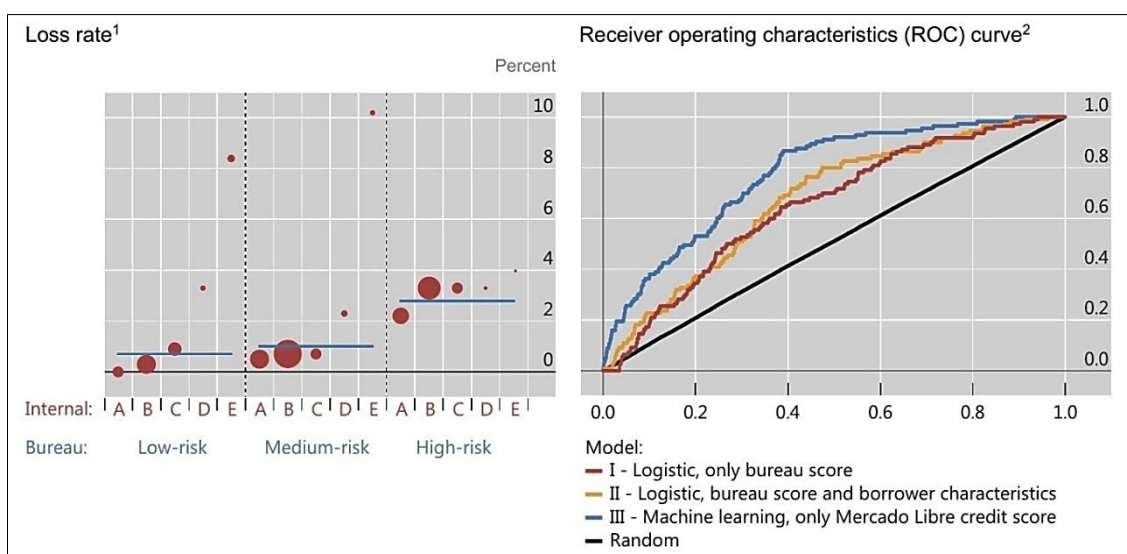 Loss rate¹
Percent
10
8
6
4
2
0
Internal: A B C D E A B C D E A B C D E
Bureau: Low-risk Medium-risk High-risk
Receiver operating characteristics (ROC) curve²
1.0
0.8
0.6
0.4
0.2
0.0
0.0 0.2 0.4 0.6 0.8 1.0
Model:
I - Logistic, only bureau score
II - Logistic, bureau score and borrower characteristics
III - Machine learning, only Mercado Libre credit score
Random